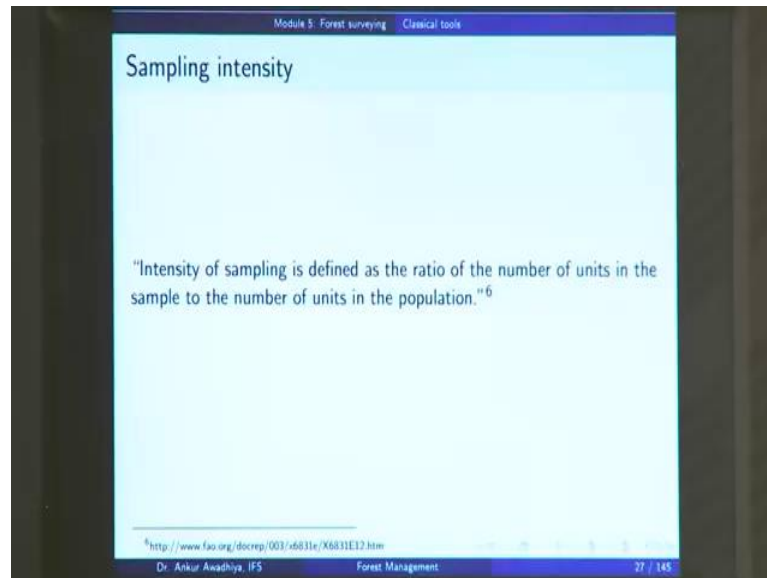 Module 5: Forest surveying Classical tools
Sampling intensity
"Intensity of sampling is defined as the ratio of the number of units in the
sample to the number of units in the population."6
6http://www.fao.org/docrep/003/x6831e/X6831E12.htm
Dr. Ankur Awadhiya, IFS Forest Management 27 / 145